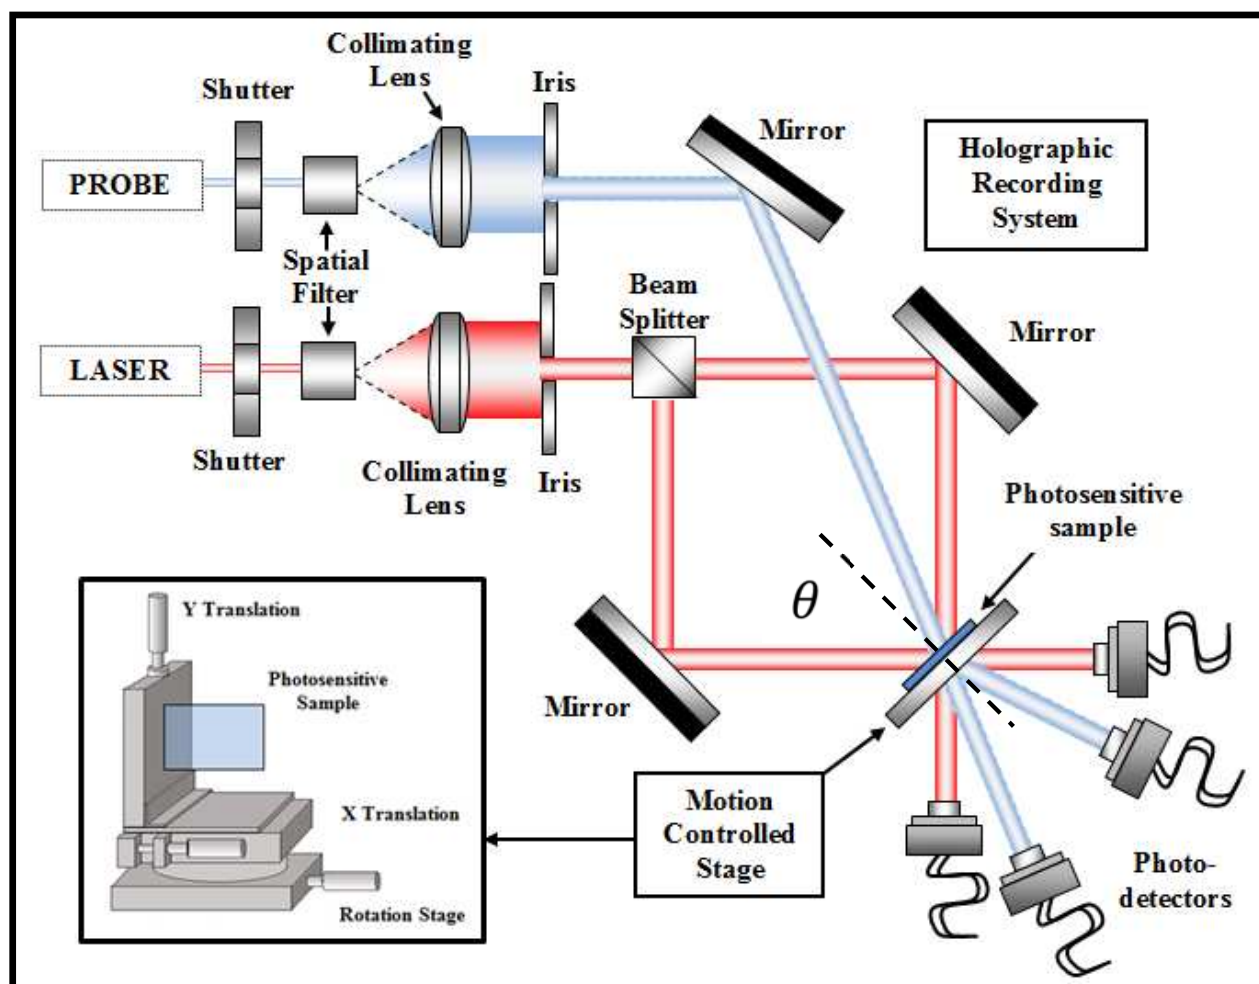 Collimating
Lens
Iris
Shutter
Mirror
Holographic
Recording
System
PROBE
Spatial
Filter
Beam
Splitter
Mirror
LASER
Shutter
Collimating
Lens
Iris
Photosensitive
sample
θ
Y Translation
Photosensitive
Sample
Mirror
X Translation
Motion
Controlled
Stage
Rotation Stage
Photo-
detectors